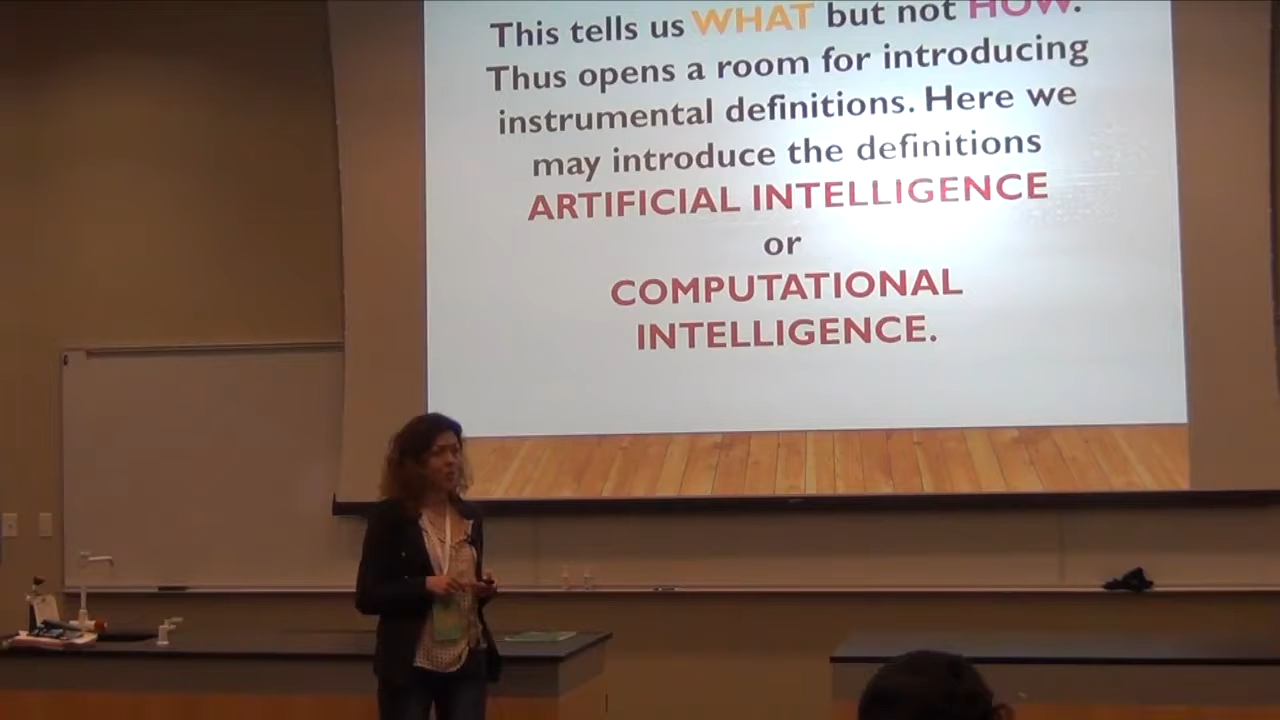 This tells us WHAT but not HOW.
Thus opens a room for introducing
instrumental definitions. Here we
may introduce the definitions
ARTIFICIAL INTELLIGENCE
or
COMPUTATIONAL
INTELLIGENCE.